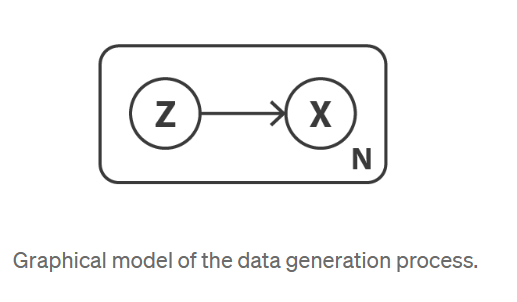 Z X
N
Graphical model of the data generation process.